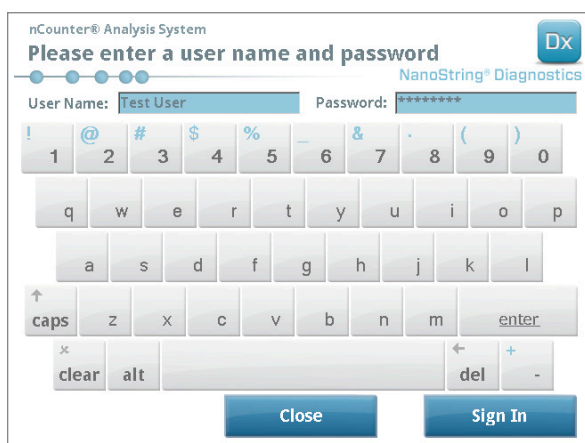 nCounter® Analysis System
Please enter a user name and password
Dx
NanoString® Diagnostics
User Name: Test User Password: ********
! @ # $ % _ & . ( )
1 2 3 4 5 6 7 8 9 0
q w e r t y u i o p
a s d f g h j k l
caps z x c v b n m enter
clear alt del + -
Close Sign In